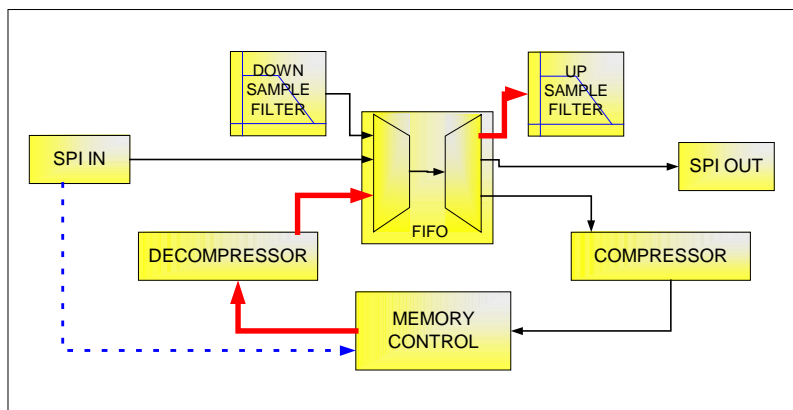 DOWN
SAMPLE
FILTER
UP
SAMPLE
FILTER
SPI IN
SPI OUT
FIFO
DECOMPRESSOR
COMPRESSOR
MEMORY
CONTROL